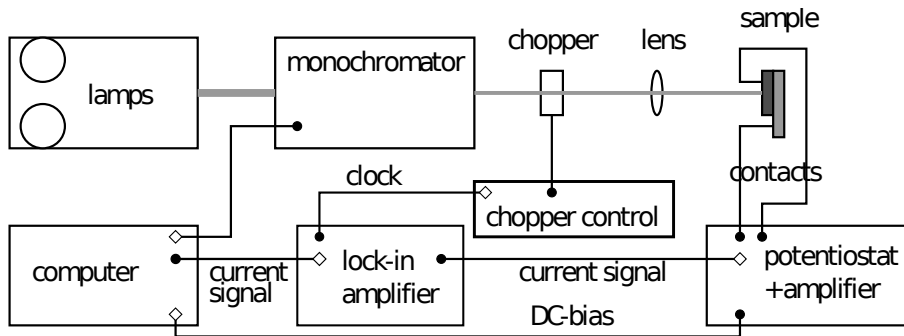 sample
chopper
lens
monochromator
lamps
contacts
clock
chopper control
computer
current
signal
lock-in
amplifier
current signal
potentiostat
+amplifier
DC-bias